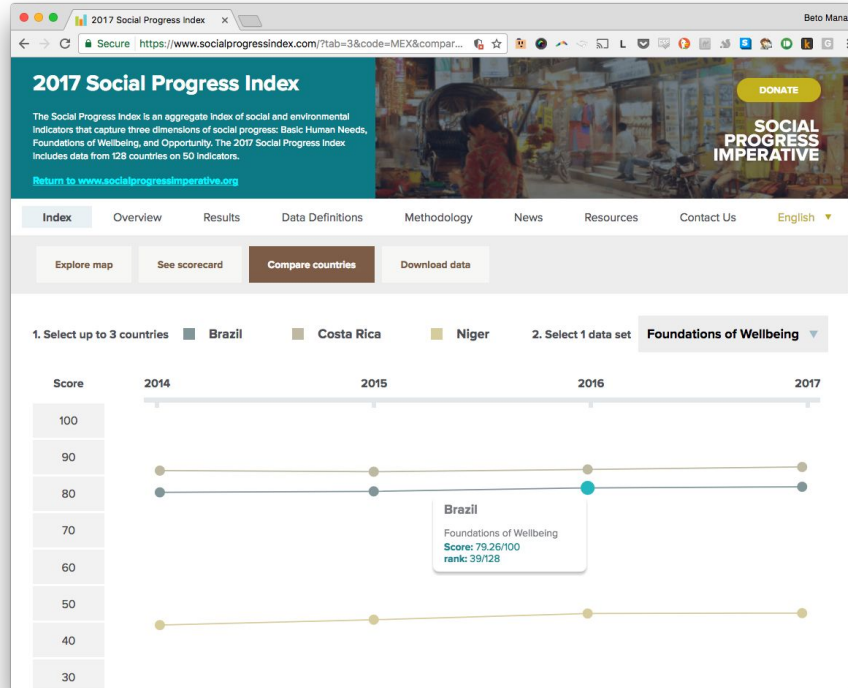 2017 Social Progress Index
Beto Mana
Secure https://www.socialprogressindex.com/?tab=3&code=MEX&compar...
2017 Social Progress Index
The Social Progress Index is an aggregate index of social and environmental
indicators that capture three dimensions of social progress: Basic Human Needs,
Foundations of Wellbeing, and Opportunity. The 2017 Social Progress Index
includes data from 128 countries on 50 indicators.
Return to www.socialprogressimperative.org
DONATE
SOCIAL
PROGRESS
IMPERATIVE
Index Overview Results Data Definitions Methodology News Resources Contact Us English
Explore map See scorecard Compare countries Download data
1. Select up to 3 countries Brazil Costa Rica Niger 2. Select 1 data set Foundations of Wellbeing
Score 2014 2015 2016 2017
100
90
80
70
60
50
40
30
Brazil
Foundations of Wellbeing
Score: 79.26/100
rank: 39/128